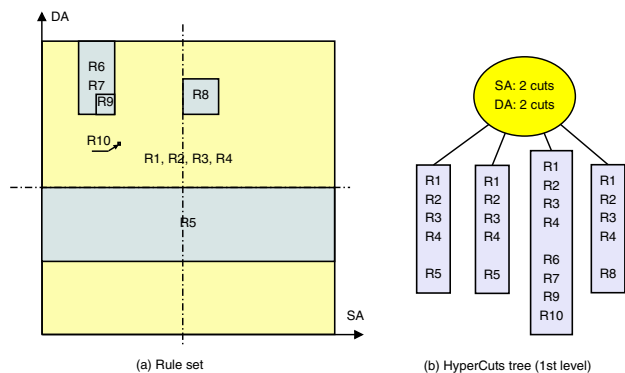 DA
R6
R7
R9
R8
R10
R1, R2, R3, R4
R5
SA
(a) Rule set
SA: 2 cuts
DA: 2 cuts
R1
R2
R3
R4
R5
R1
R2
R3
R4
R5
R1
R2
R3
R4
R6
R7
R9
R10
R1
R2
R3
R4
R8
(b) HyperCuts tree (1st level)